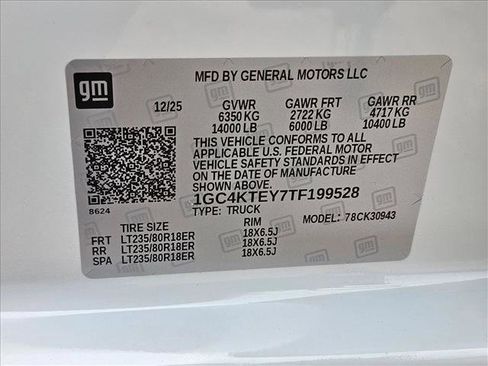 gm
MFD BY GENERAL MOTORS LLC
12/25 GVWR GAWR FRT GAWR RR
6350 KG 2722 KG 4717 KG
14000 LB 6000 LB 10400 LB
THIS VEHICLE CONFORMS TO ALL
APPLICABLE U.S. FEDERAL MOTOR
VEHICLE SAFETY STANDARDS IN EFFECT
ON THE DATE OF MANUFACTURE
SHOWN ABOVE.
8624
1GC4KTEY7TF199528
TYPE: TRUCK MODEL: 78CK30943
TIRE SIZE RIM
FRT LT235/80R18ER 18X6.5J
RR LT235/80R18ER 18X6.5J
SPA LT235/80R18ER 18X6.5J